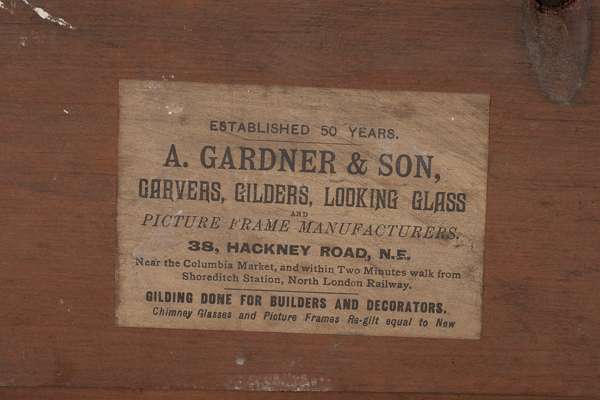 ESTABLISHED 50 YEARS.
A. GARDNER & SON,
CARVERS, GILDERS, LOOKING GLASS
AND
PICTURE FRAME MANUFACTURERS.
38, HACKNEY ROAD, N.E.
Near the Columbia Market, and within Two Minutes walk from
Shoreditch Station, North London Railway.
GILDING DONE FOR BUILDERS AND DECORATORS.
Chimney Glasses and Picture Frames Re-gilt equal to New